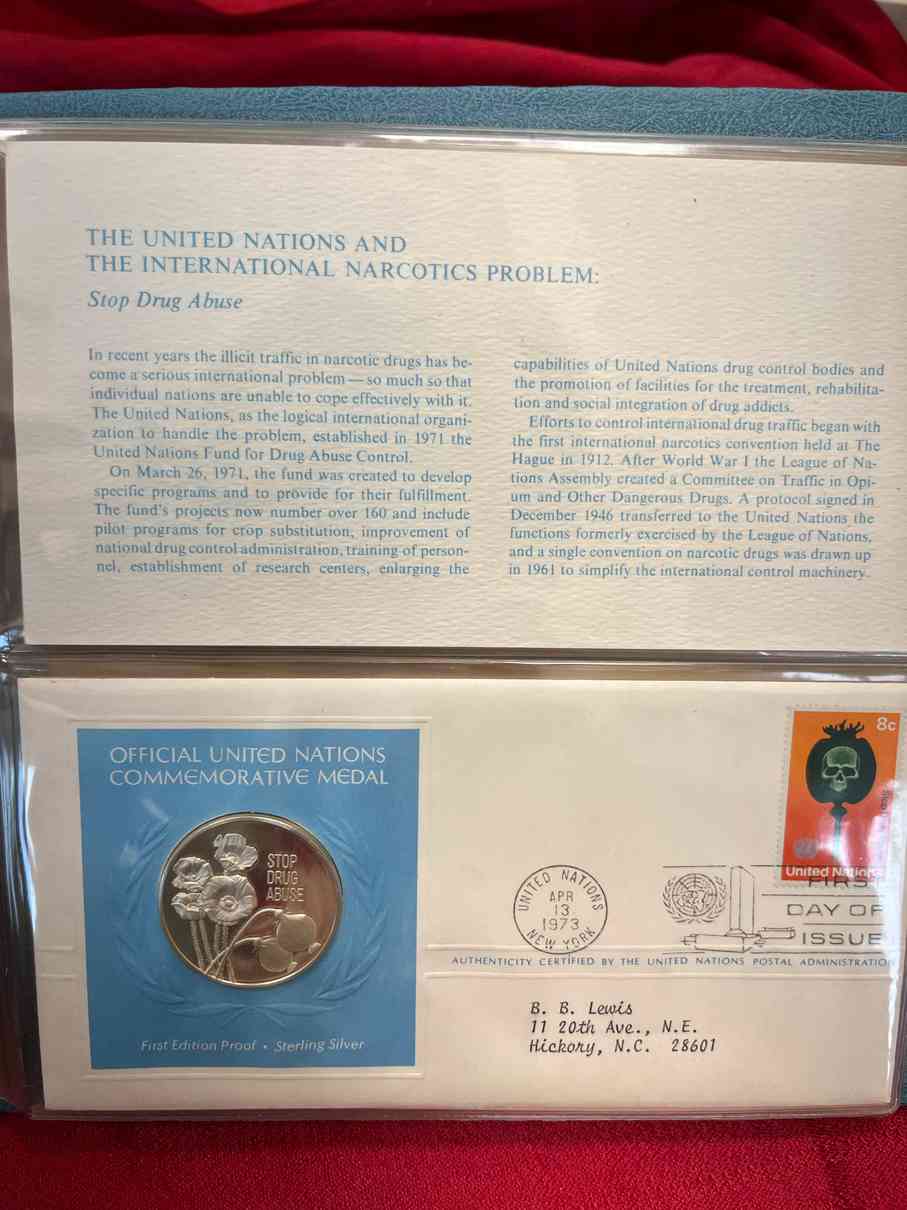 THE UNITED NATIONS AND
THE INTERNATIONAL NARCOTICS PROBLEM:
Stop Drug Abuse
In recent years the illicit traffic in narcotic drugs has be-
come a serious international problem — so much so that
individual nations are unable to cope effectively with it.
The United Nations, as the logical international organi-
zation to handle the problem, established in 1971 the
United Nations Fund for Drug Abuse Control.
On March 26, 1971, the fund was created to develop
specific programs and to provide for their fulfillment.
The fund's projects now number over 160 and include
pilot programs for crop substitution, improvement of
national drug control administration, training of person-
nel, establishment of research centers, enlarging the
capabilities of United Nations drug control bodies and
the promotion of facilities for the treatment, rehabilita-
tion and social integration of drug addicts.
Efforts to control international drug traffic began with
the first international narcotics convention held at The
Hague in 1912. After World War I the League of Na-
tions Assembly created a Committee on Traffic in Opi-
um and Other Dangerous Drugs. A protocol signed in
December 1946 transferred to the United Nations the
functions formerly exercised by the League of Nations,
and a single convention on narcotic drugs was drawn up
in 1961 to simplify the international control machinery.
OFFICIAL UNITED NATIONS
COMMEMORATIVE MEDAL
STOP
DRUG
ABUSE
First Edition Proof • Sterling Silver
8c
Stop
United Nations
UNITED NATIONS
APR
13
1973
NEW YORK
FIRST
DAY OF
ISSUE
AUTHENTICITY CERTIFIED BY THE UNITED NATIONS POSTAL ADMINISTRATION
B. B. Lewis
11 20th Ave., N.E.
Hickory, N.C. 28601